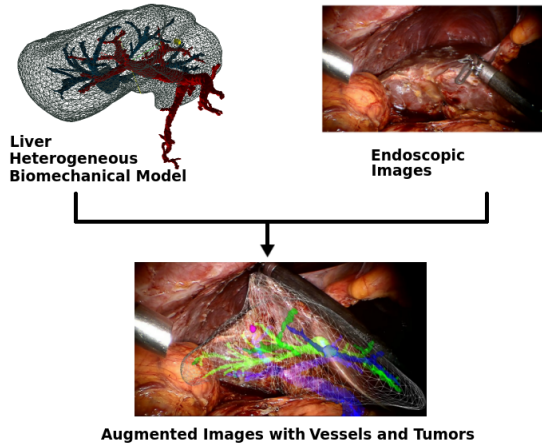 Liver
Heterogeneous
Biomechanical Model
Endoscopic
Images
Augmented Images with Vessels and Tumors